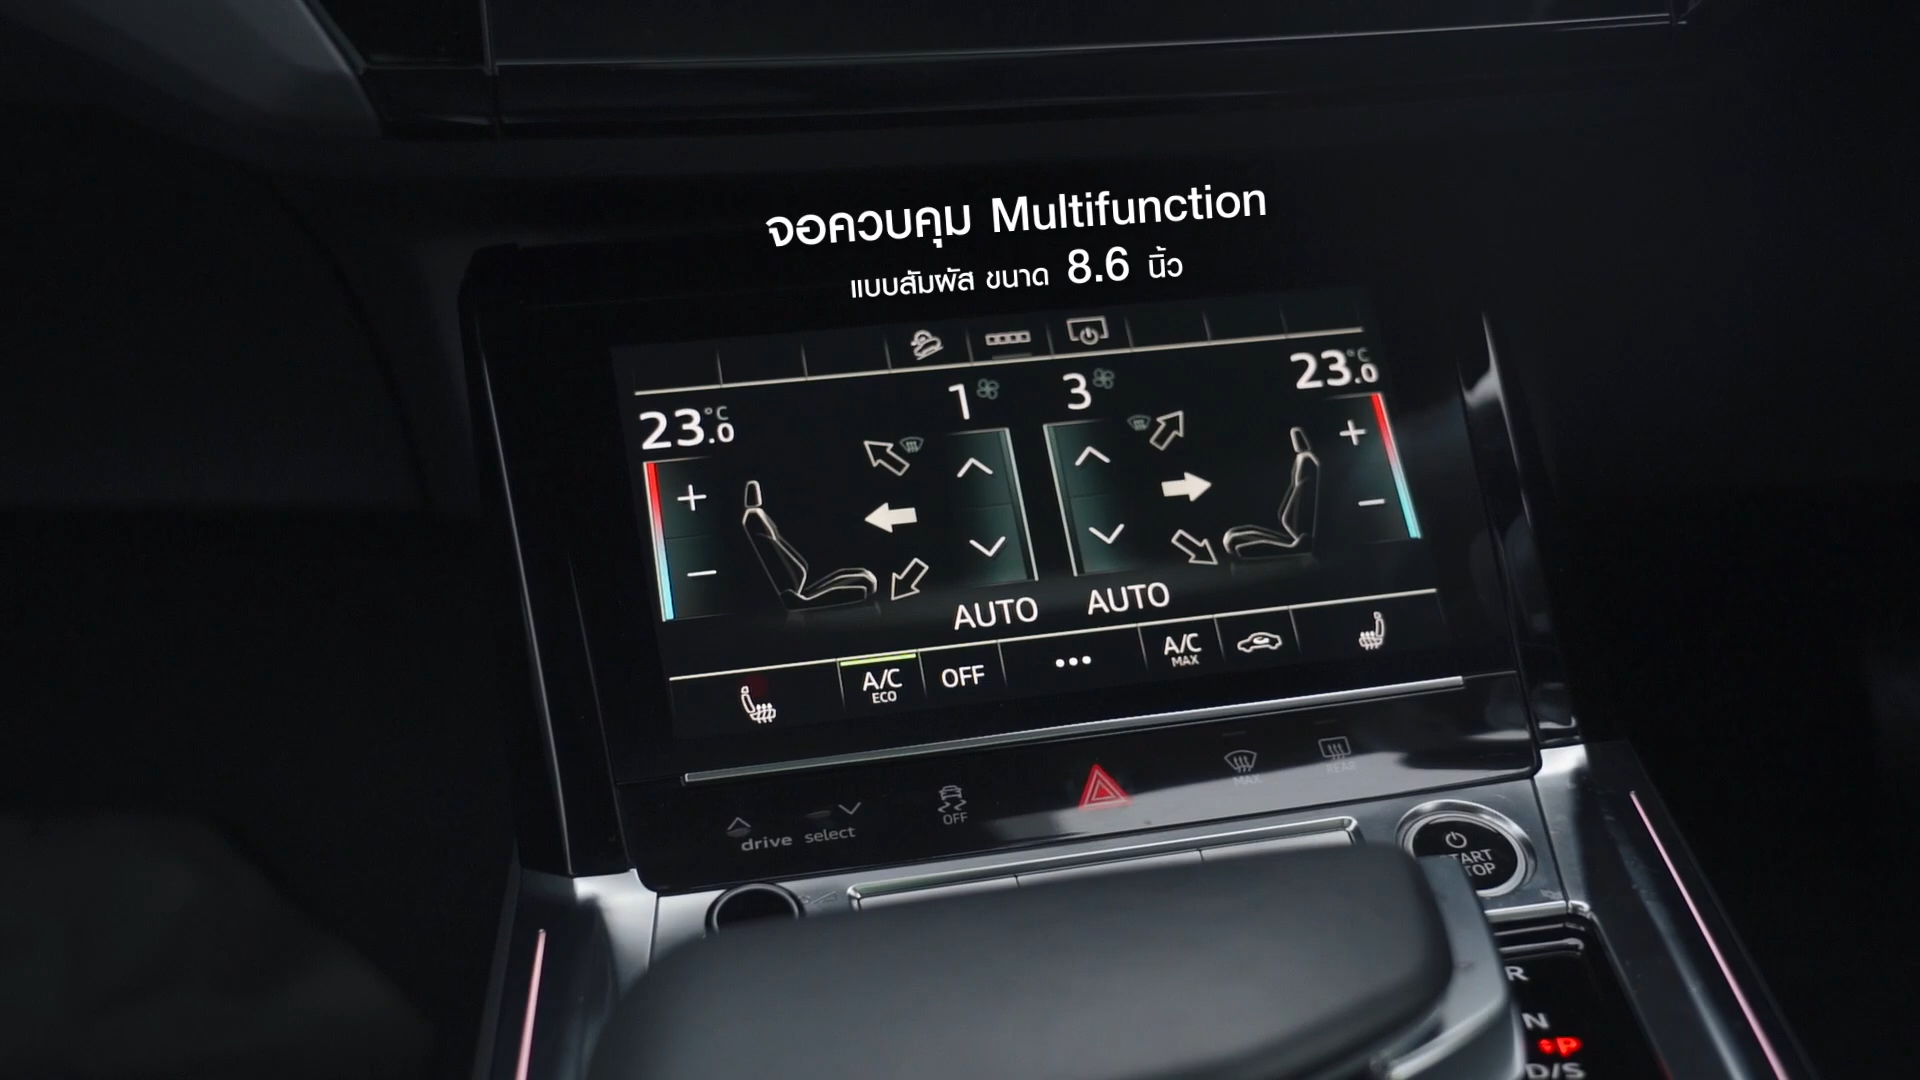 จอควบคุม Multifunction
แบบสัมผัส ขนาด 8.6 นิ้ว
23.0 °C 1 3 23.0 °C
AUTO AUTO
A/C ECO OFF A/C MAX
drive select OFF MAX REAR
START STOP
R
N
P
D/S